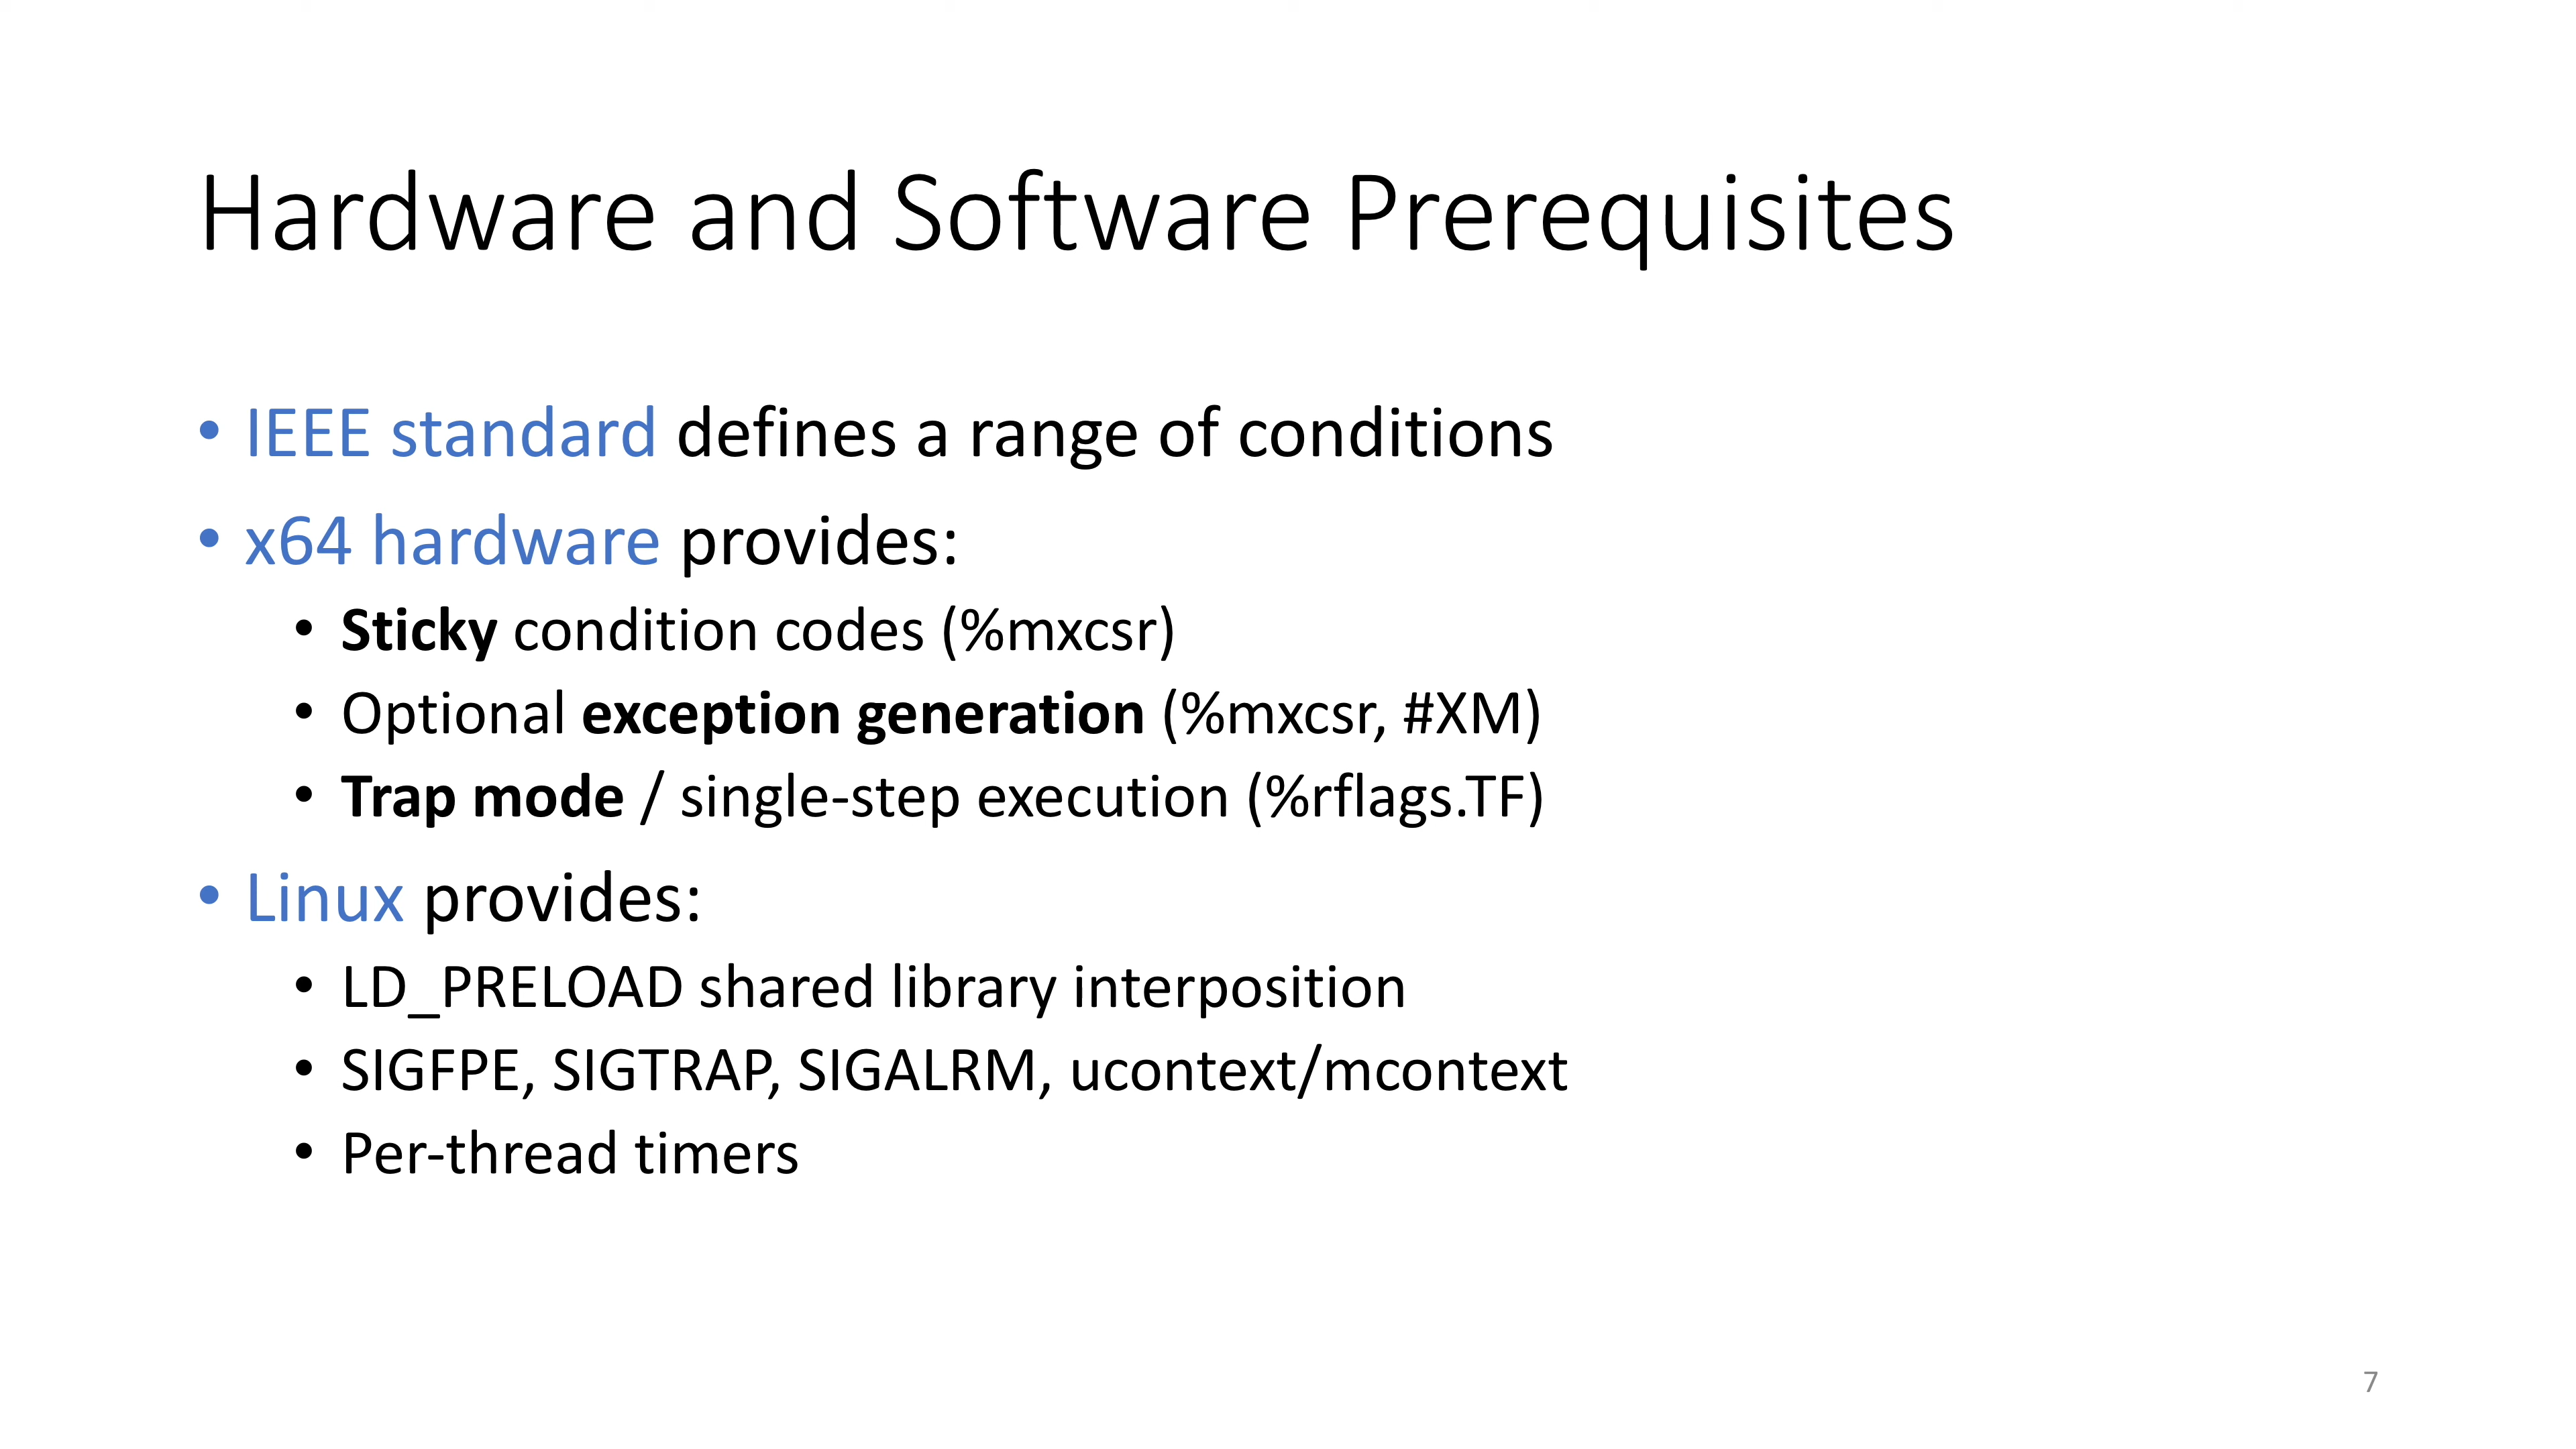 Hardware and Software Prerequisites
• IEEE standard defines a range of conditions
• x64 hardware provides:
• Sticky condition codes (%mxcsr)
• Optional exception generation (%mxcsr, #XM)
• Trap mode / single-step execution (%rflags.TF)
• Linux provides:
• LD_PRELOAD shared library interposition
• SIGFPE, SIGTRAP, SIGALRM, ucontext/mcontext
• Per-thread timers
7